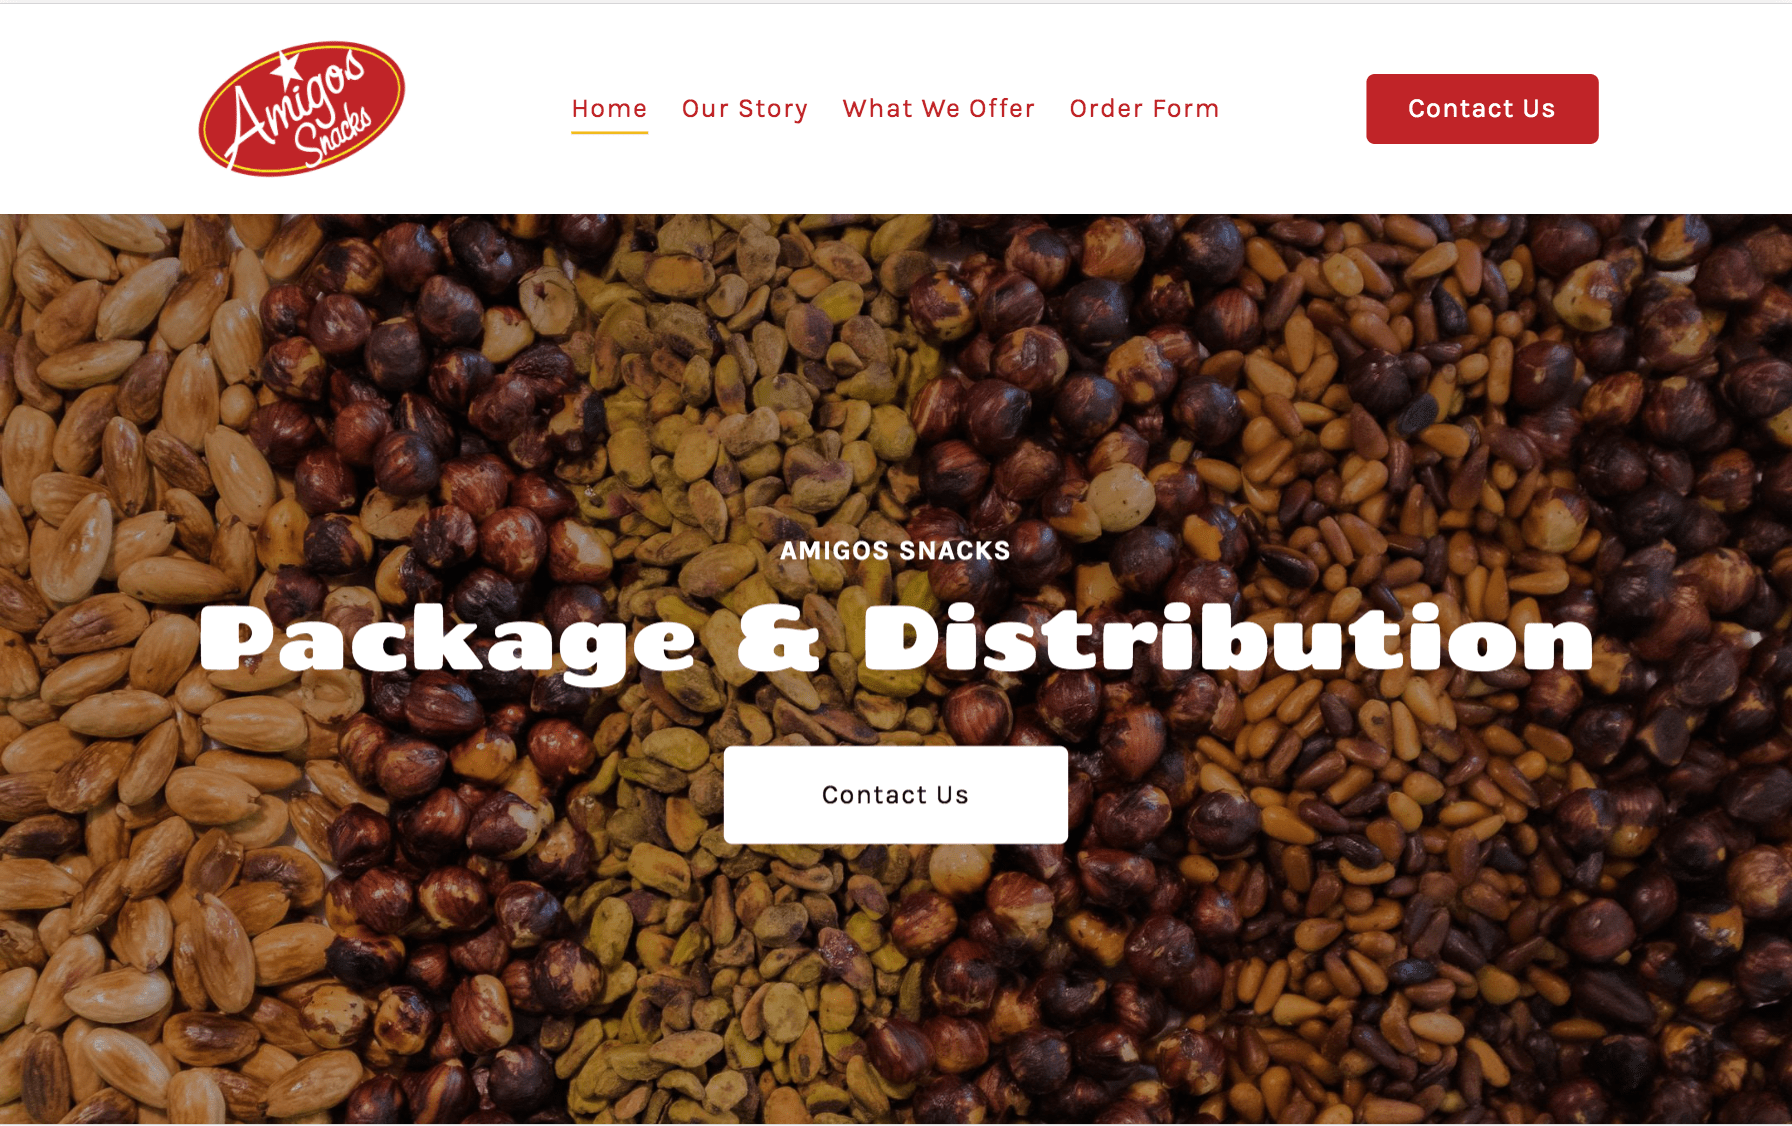 Amigos
Snacks
Home
Our Story
What We Offer
Order Form
Contact Us
AMIGOS SNACKS
Package & Distribution
Contact Us